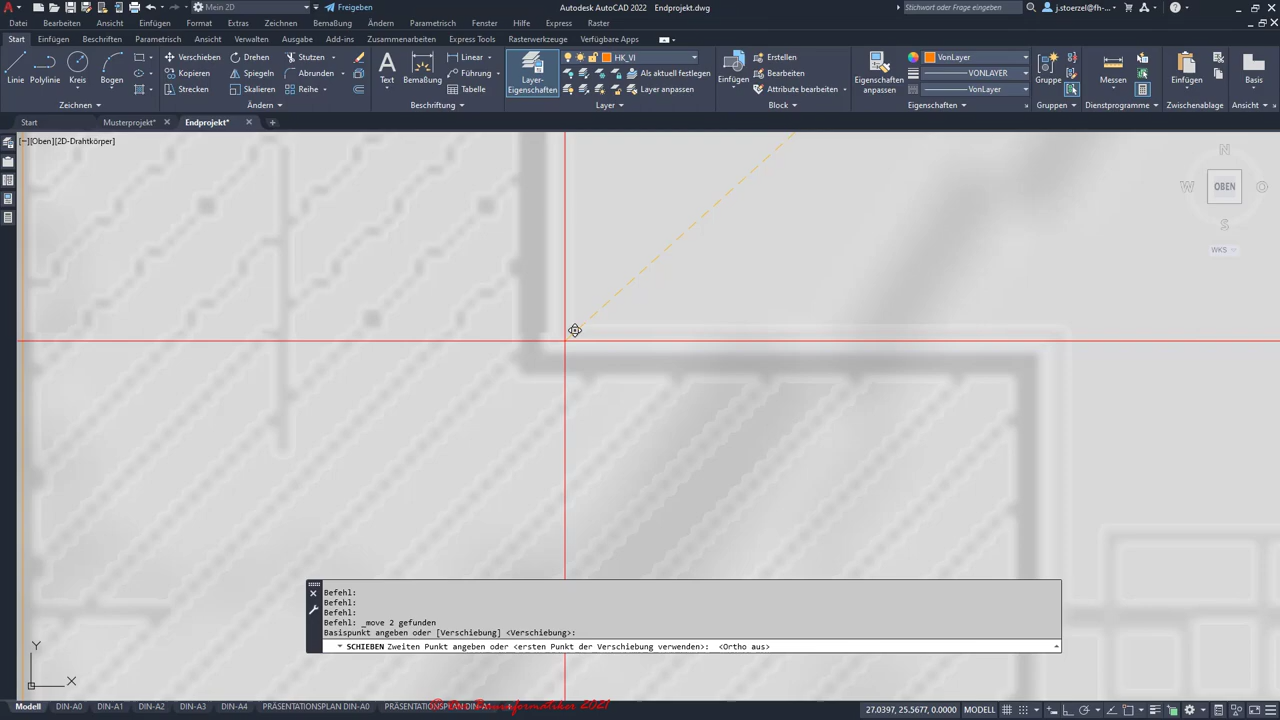 Mein 2D
Freigeben
Autodesk AutoCAD 2022 Endprojekt.dwg
Stichwort oder Frage eingeben
j.stoerzel@fh-...
Datei Bearbeiten Ansicht Einfügen Format Extras Zeichnen Bemaßung Ändern Parametrisch Fenster Hilfe Express Raster
Start Einfügen Beschriften Parametrisch Ansicht Verwalten Ausgabe Add-ins Zusammenarbeiten Express Tools Rasterwerkzeuge Verfügbare Apps
Linie Polylinie Kreis Bogen
Verschieben Drehen Stutzen
Kopieren Spiegeln Abrunden
Strecken Skalieren Reihe
Text Bemaßung
Linear
Führung
Tabelle
Layer-
Eigenschaften
HK_VI
Als aktuell festlegen
Layer anpassen
Einfügen
Erstellen
Bearbeiten
Attribute bearbeiten
Eigenschaften
anpassen
VonLayer
VONLAYER
VonLayer
Gruppe
Messen
Einfügen
Basis
Zeichnen Ändern Beschriftung Layer Block Eigenschaften Gruppen Dienstprogramme Zwischenablage Ansicht
Start Musterprojekt* Endprojekt*
[−][Oben][2D-Drahtkörper]
N
W OBEN O
S
WKS
Befehl:
Befehl:
Befehl:
Befehl: _move 2 gefunden
Basispunkt angeben oder [Verschiebung] <Verschiebung>:
SCHIEBEN Zweiten Punkt angeben oder <ersten Punkt der Verschiebung verwenden>: <Ortho aus>
Y
X
Modell DIN-A0 DIN-A1 DIN-A2 DIN-A3 DIN-A4 PRÄSENTATIONSPLAN DIN-A0 PRÄSENTATIONSPLAN DIN-A1
© Der Bauinformatiker 2021
27.0397, 25.5677, 0.0000 MODELL